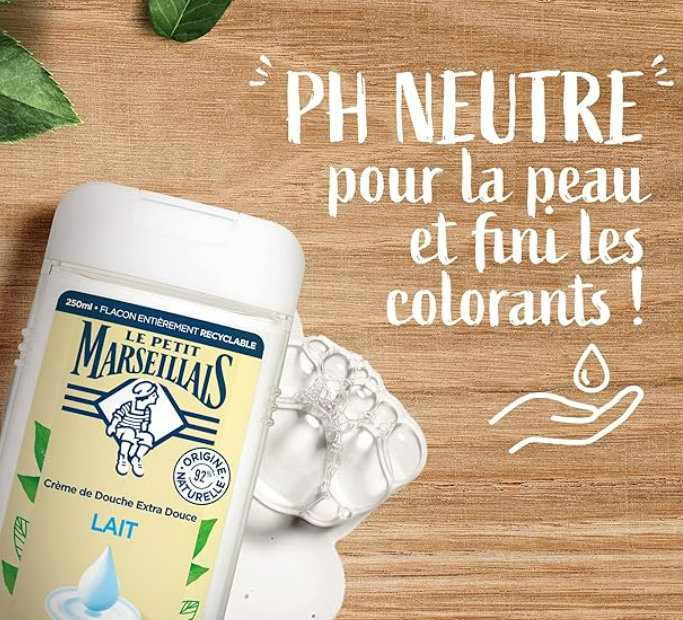 "PH NEUTRE"
pour la peau
et fini les
colorants !
250ml • FLACON ENTIÈREMENT RECYCLABLE
LE PETIT
MARSEILLAIS
ORIGINE
92%
NATURELLE
Crème de Douche Extra Douce
LAIT